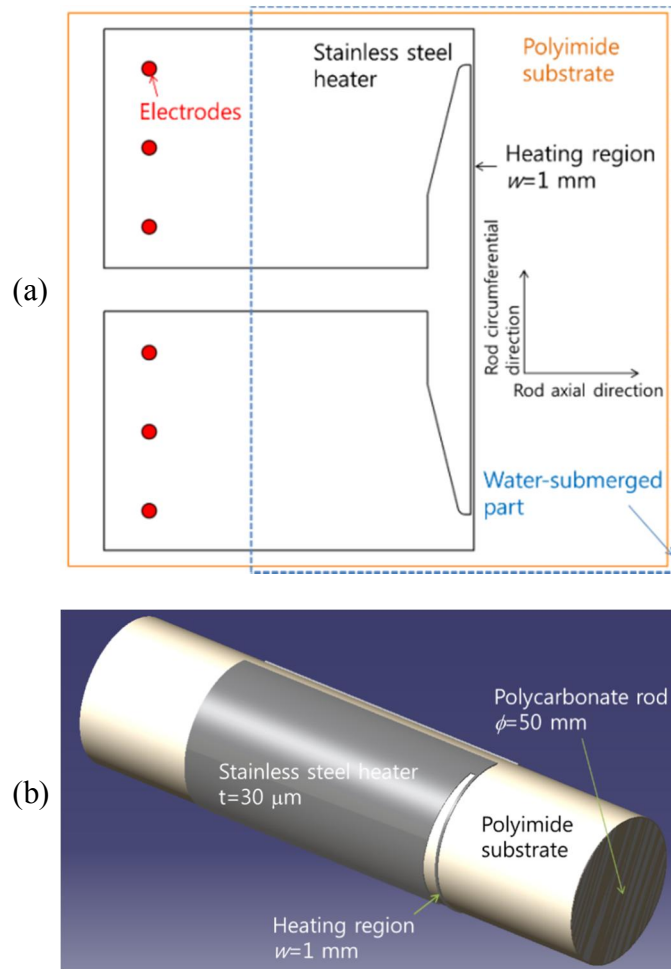 (a)
Stainless steel
heater
Polyimide
substrate
Electrodes
Heating region
w=1 mm
Rod circumferential
direction
Rod axial direction
Water-submerged
part
(b)
Polycarbonate rod
ϕ=50 mm
Stainless steel heater
t=30 μm
Polyimide
substrate
Heating region
w=1 mm